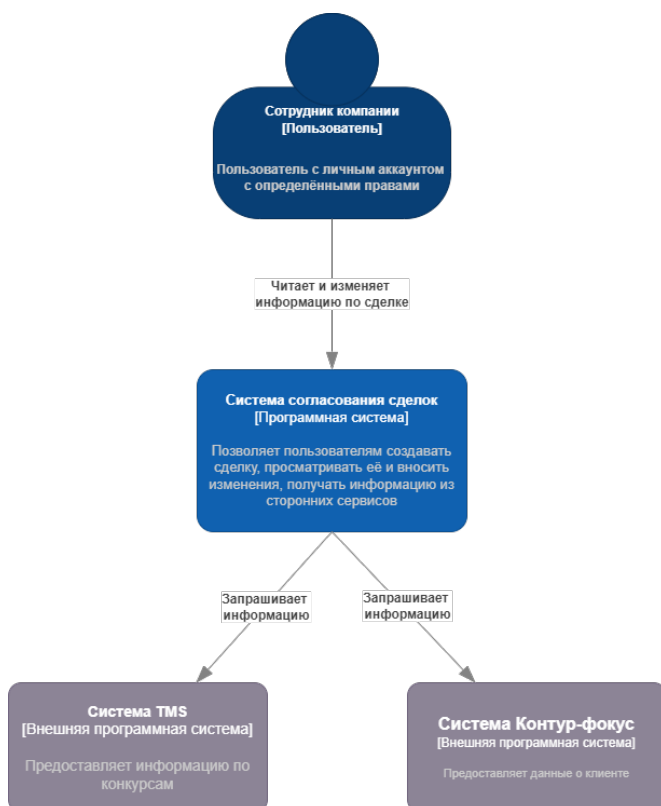 Сотрудник компании
[Пользователь]
Пользователь с личным аккаунтом
с определёнными правами
Читает и изменяет
информацию по сделке
Система согласования сделок
[Программная система]
Позволяет пользователям создавать
сделку, просматривать её и вносить
изменения, получать информацию из
сторонних сервисов
Запрашивает
информацию
Запрашивает
информацию
Система TMS
[Внешняя программная система]
Предоставляет информацию по
конкурсам
Система Контур-фокус
[Внешняя программная система]
Предоставляет данные о клиенте